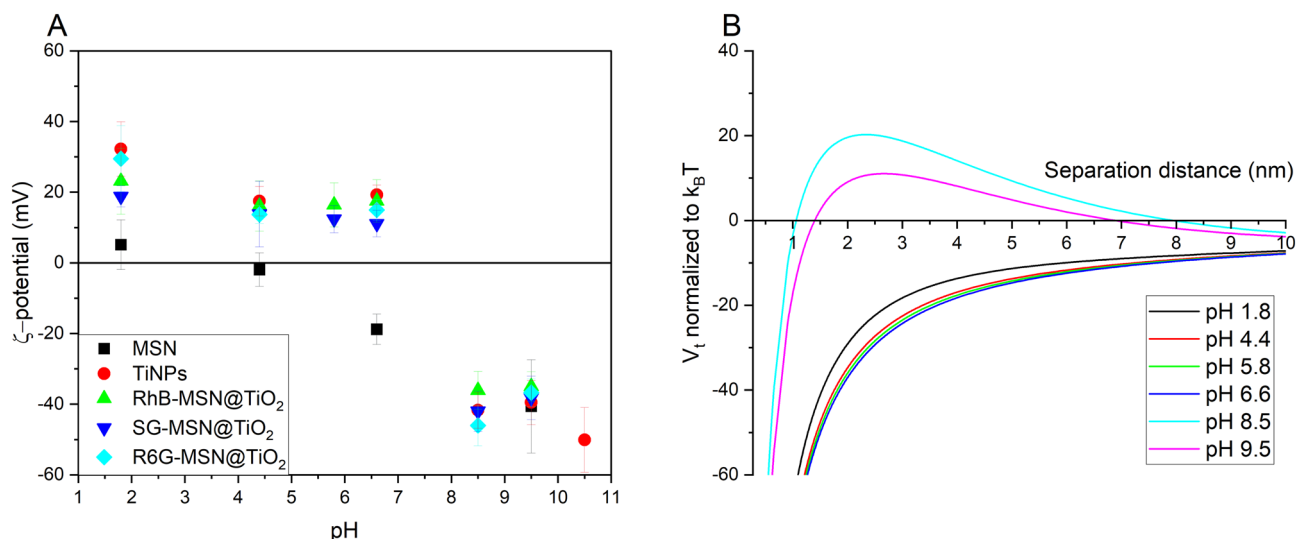 A
60
40
20
0
-20
-40
-60
ζ-potential (mV)
MSN
TiNPs
RhB-MSN@TiO₂
SG-MSN@TiO₂
R6G-MSN@TiO₂
1 2 3 4 5 6 7 8 9 10 11
pH
B
40
20
0
-20
-40
-60
Vₜ normalized to k_BT
Separation distance (nm)
1 2 3 4 5 6 7 8 9 10
pH 1.8
pH 4.4
pH 5.8
pH 6.6
pH 8.5
pH 9.5